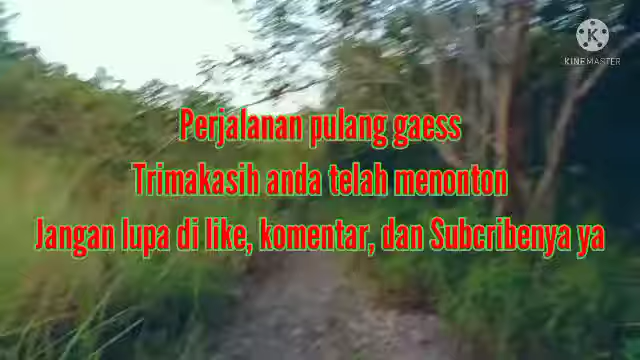 KINEMASTER
Perjalanan pulang gaess
Trimakasih anda telah menonton
Jangan lupa di like, komentar, dan Subcribenya ya